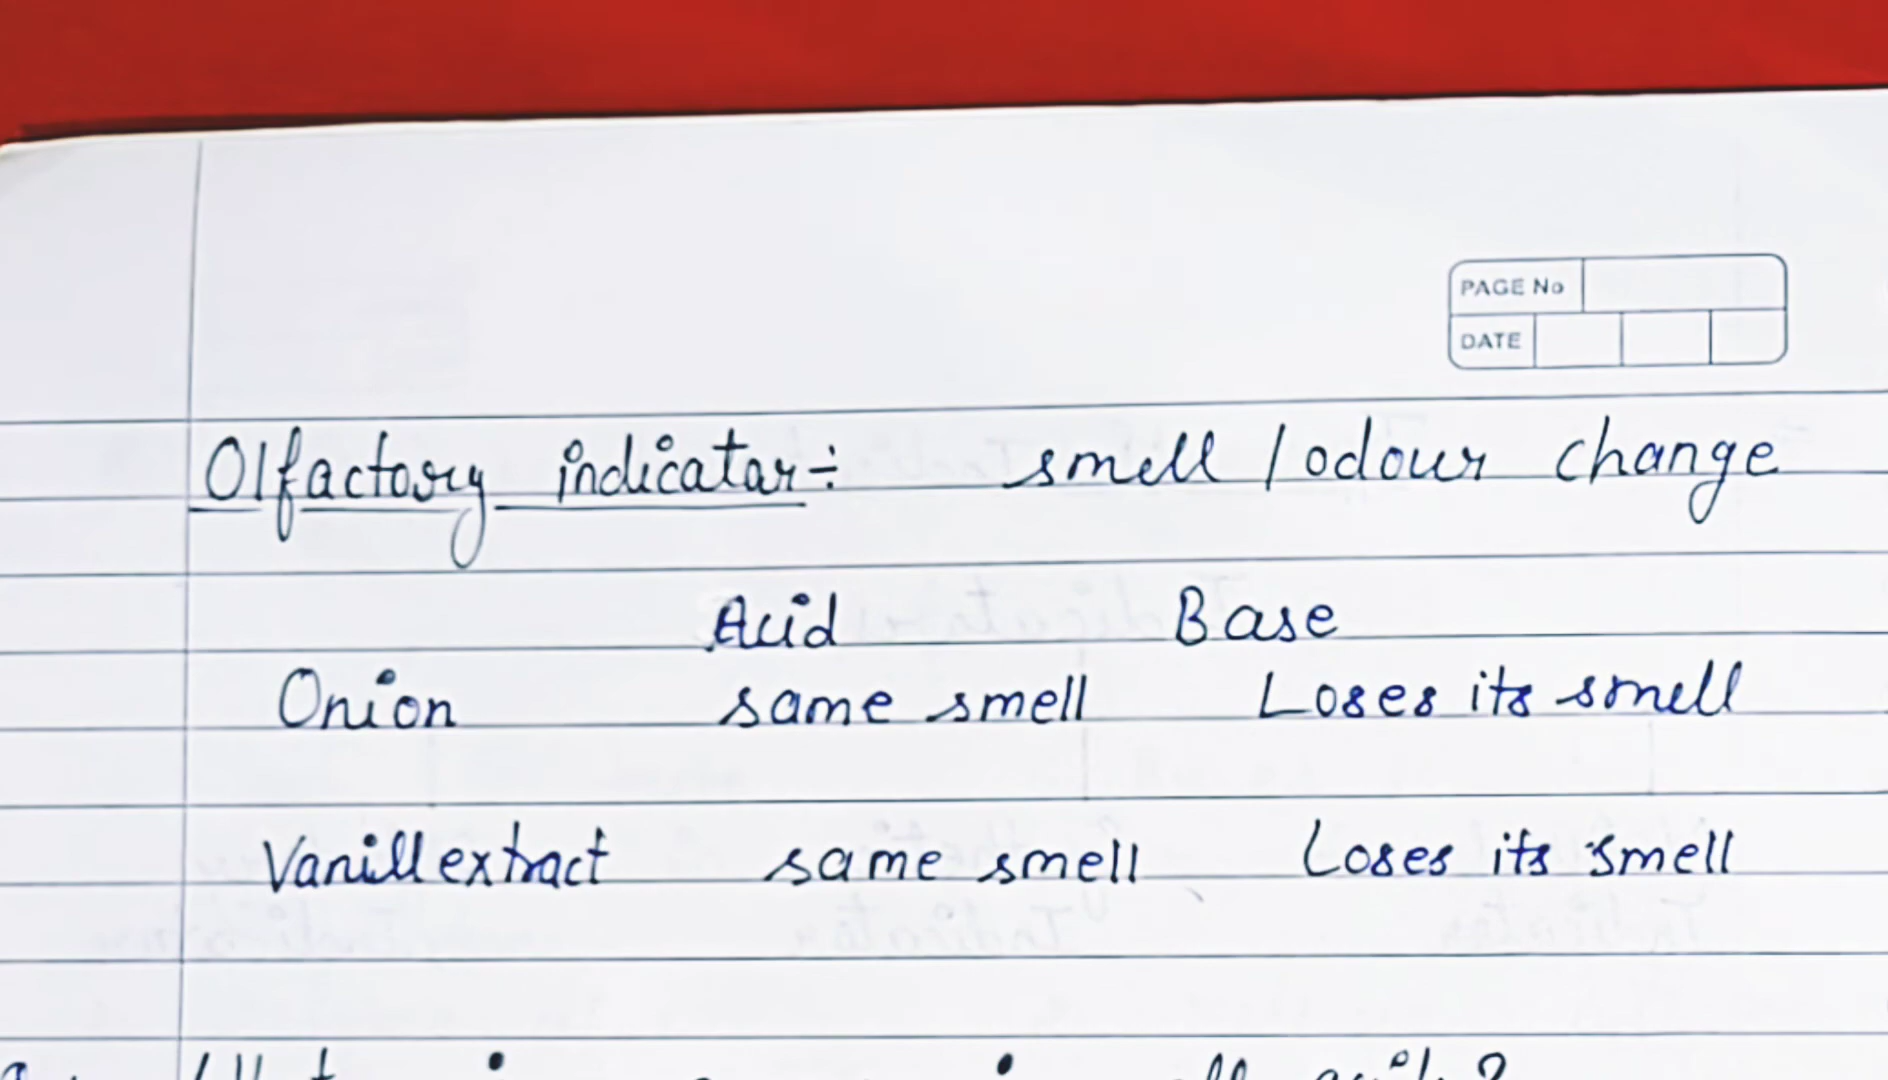 PAGE No
DATE
Olfactory indicatar:- smell / odour change
Acid Base
Onion same smell Loses its smell
Vanill extract same smell Loses its smell